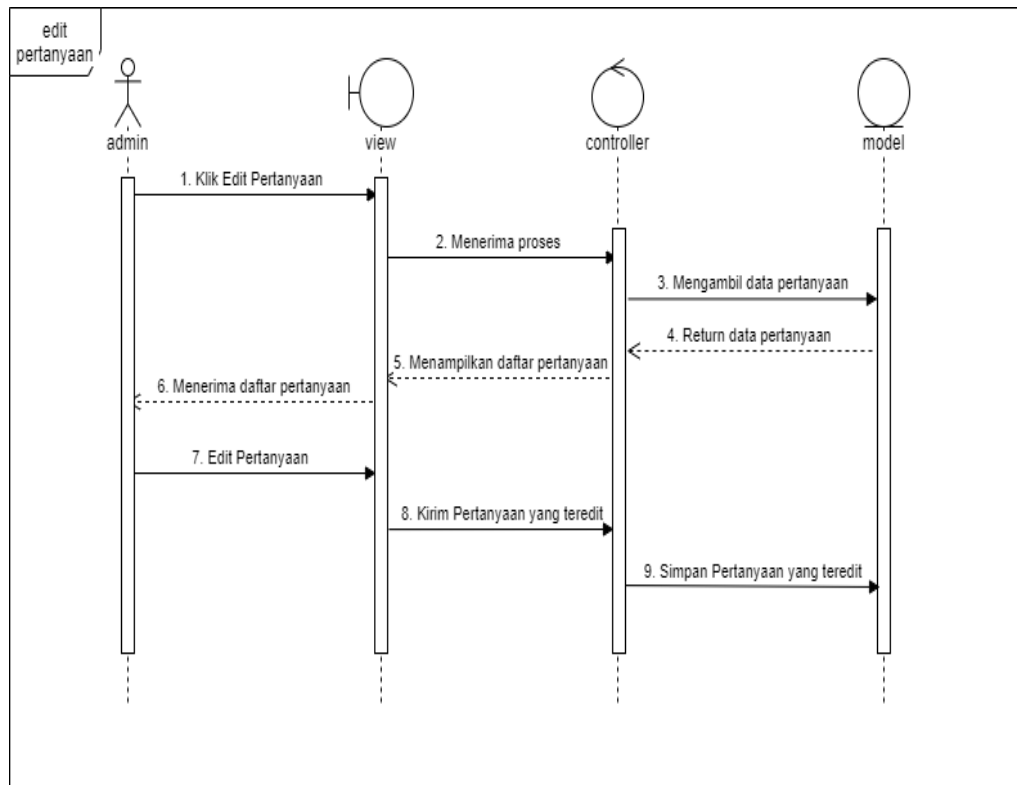 edit
pertanyaan
admin
view
controller
model
1. Klik Edit Pertanyaan
2. Menerima proses
3. Mengambil data pertanyaan
4. Return data pertanyaan
5. Menampilkan daftar pertanyaan
6. Menerima daftar pertanyaan
7. Edit Pertanyaan
8. Kirim Pertanyaan yang teredit
9. Simpan Pertanyaan yang teredit